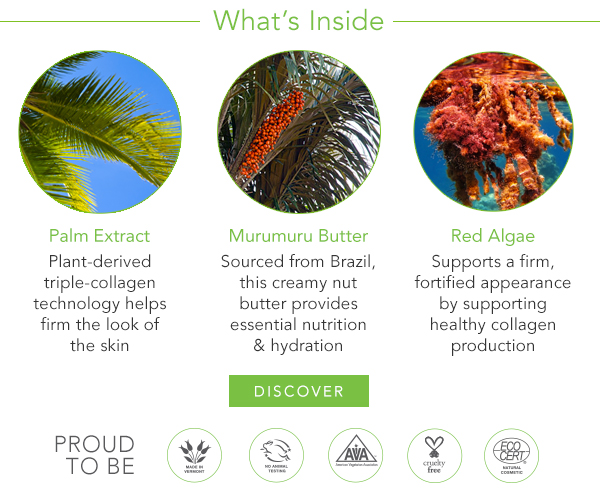 What's Inside
Palm Extract
Plant-derived
triple-collagen
technology helps
firm the look of
the skin
Murumuru Butter
Sourced from Brazil,
this creamy nut
butter provides
essential nutrition
& hydration
Red Algae
Supports a firm,
fortified appearance
by supporting
healthy collagen
production
DISCOVER
PROUD
TO BE
MADE IN
VERMONT
NO ANIMAL
TESTING
AVA
American Vegetarian Association
cruelty
free
ECO
CERT
NATURAL
COSMETIC